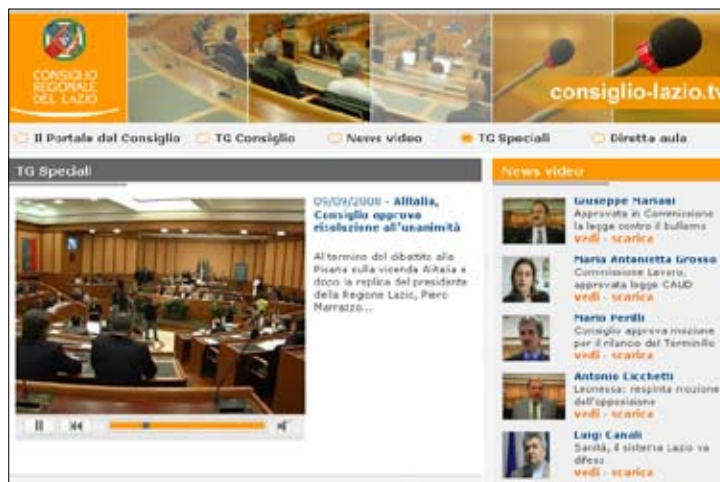 CONSIGLIO
REGIONALE
DEL LAZIO
consiglio-lazio.tv
Il Portale del Consiglio
TG Consiglio
News video
TG Speciali
Diretta aula
TG Speciali
09/09/2008 - Alitalia,
Consiglio approva
risoluzione all'unanimità
Al termine del dibattito alla
Pisana sulla vicenda Alitalia e
dopo la replica del presidente
della Regione Lazio, Piero
Marrazzo...
News video
Giuseppe Mariani
Approvata in Commissione
la legge contro il bullismo
vedi - scarica
Maria Antonietta Grosso
Commissione Lavoro,
approvata legge CAUD
vedi - scarica
Mario Perilli
Consiglio approva mozione
per il rilancio del Terminillo
vedi - scarica
Antonio Cicchetti
Leonessa: respinta mozione
dell'opposizione
vedi - scarica
Luigi Canali
Sanità, il sistema Lazio va
difeso
vedi - scarica